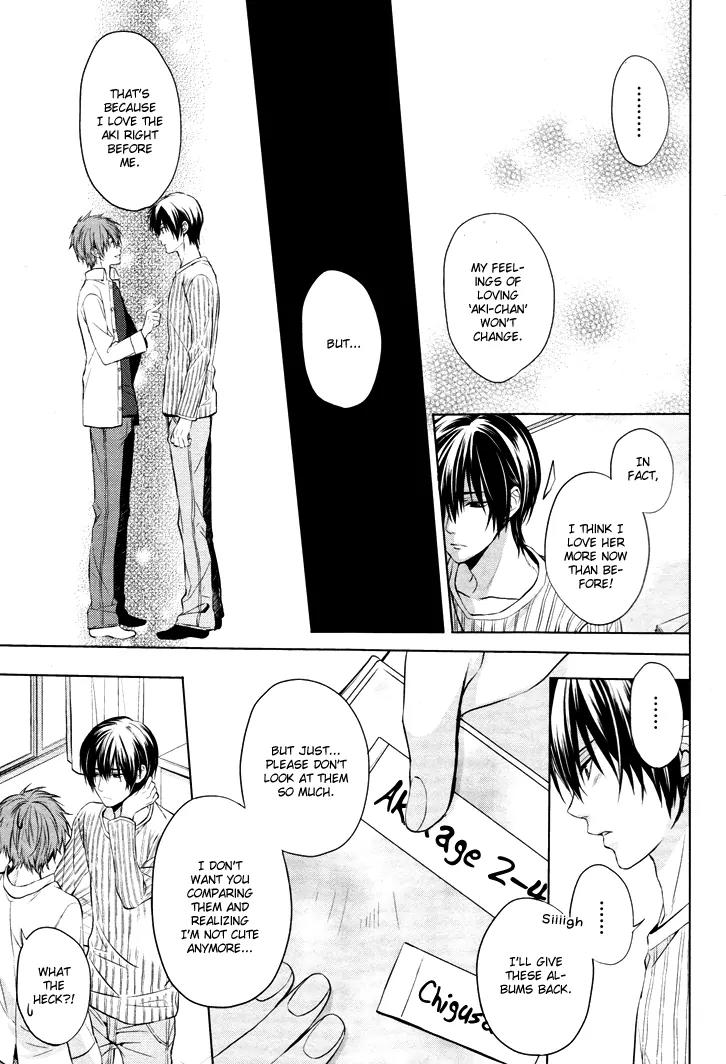 .........
MY FEEL-
INGS OF
LOVING
'AKI-CHAN'
WON'T
CHANGE.
BUT...
THAT'S
BECAUSE
I LOVE THE
AKI RIGHT
BEFORE
ME.
IN
FACT,
I THINK I
LOVE HER
MORE NOW
THAN BE-
FORE!
......
Siiiigh
I'LL GIVE
THESE AL-
BUMS BACK.
age 2-4
BUT JUST...
PLEASE DON'T
LOOK AT THEM
SO MUCH.
I DON'T
WANT YOU
COMPARING
THEM AND
REALIZING
I'M NOT CUTE
ANYMORE...
WHAT
THE
HECK?!